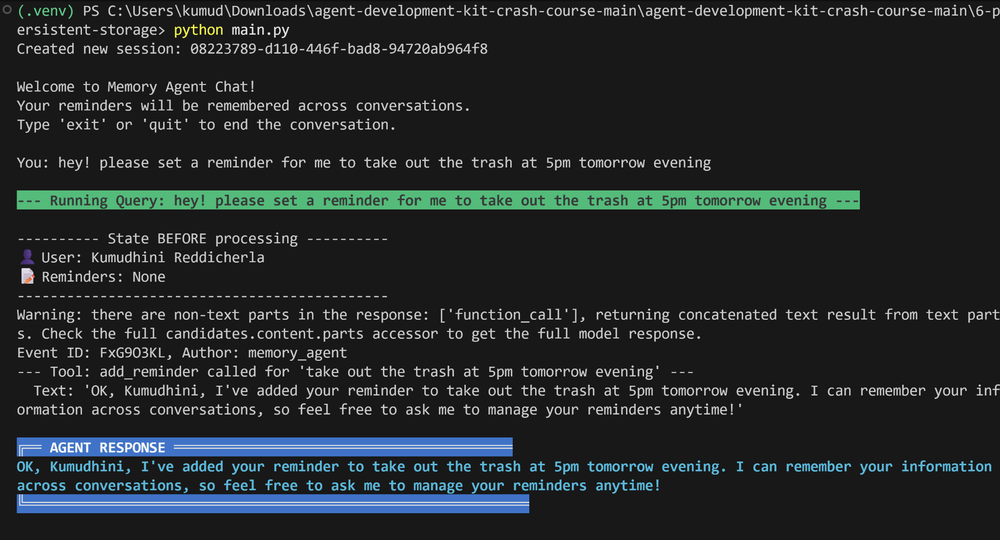 (.venv) PS C:\Users\kumud\Downloads\agent-development-kit-crash-course-main\agent-development-kit-crash-course-main\6-p
ersistent-storage> python main.py
Created new session: 08223789-d110-446f-bad8-94720ab964f8
Welcome to Memory Agent Chat!
Your reminders will be remembered across conversations.
Type 'exit' or 'quit' to end the conversation.
You: hey! please set a reminder for me to take out the trash at 5pm tomorrow evening
--- Running Query: hey! please set a reminder for me to take out the trash at 5pm tomorrow evening ---
---------- State BEFORE processing ----------
👤 User: Kumudhini Reddicherla
📝 Reminders: None
---------------------------------------------
Warning: there are non-text parts in the response: ['function_call'], returning concatenated text result from text part
s. Check the full candidates.content.parts accessor to get the full model response.
Event ID: FxG9O3KL, Author: memory_agent
--- Tool: add_reminder called for 'take out the trash at 5pm tomorrow evening' ---
  Text: 'OK, Kumudhini, I've added your reminder to take out the trash at 5pm tomorrow evening. I can remember your inf
ormation across conversations, so feel free to ask me to manage your reminders anytime!'
╔══ AGENT RESPONSE ═════════════════════════════════════════
OK, Kumudhini, I've added your reminder to take out the trash at 5pm tomorrow evening. I can remember your information
across conversations, so feel free to ask me to manage your reminders anytime!
╚═════════════════════════════════════════════════════════════